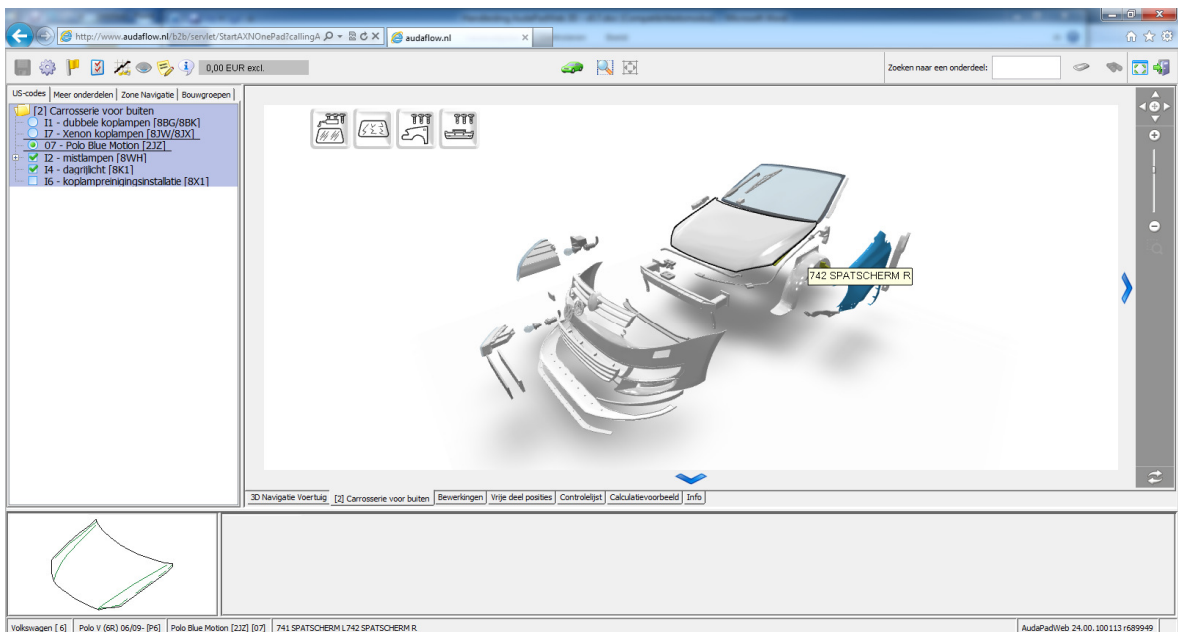 http://www.audaflow.nl/b2b/servlet/StartAXNOnePad?callingA
audaflow.nl
0,00 EUR excl.
Zoeken naar een onderdeel:
US-codes
Meer onderdelen
Zone Navigatie
Bouwgroepen
[2] Carrosserie voor buiten
I1 - dubbele koplampen [8BG/8BK]
I7 - Xenon koplampen [8JW/8JX]
07 - Polo Blue Motion [2JZ]
I2 - mistlampen [8WH]
I4 - dagrijlicht [8K1]
I6 - koplampreinigingsinstallatie [8X1]
742 SPATSCHERM R
3D Navigatie Voertuig
[2] Carrosserie voor buiten
Bewerkingen
Vrije deel posities
Controlelijst
Calculatievoorbeeld
Info
Volkswagen [ 6]
Polo V (6R) 06/09- [P6]
Polo Blue Motion [2JZ] [07]
741 SPATSCHERM L742 SPATSCHERM R
AudaPadWeb 24.00.100113 r689949